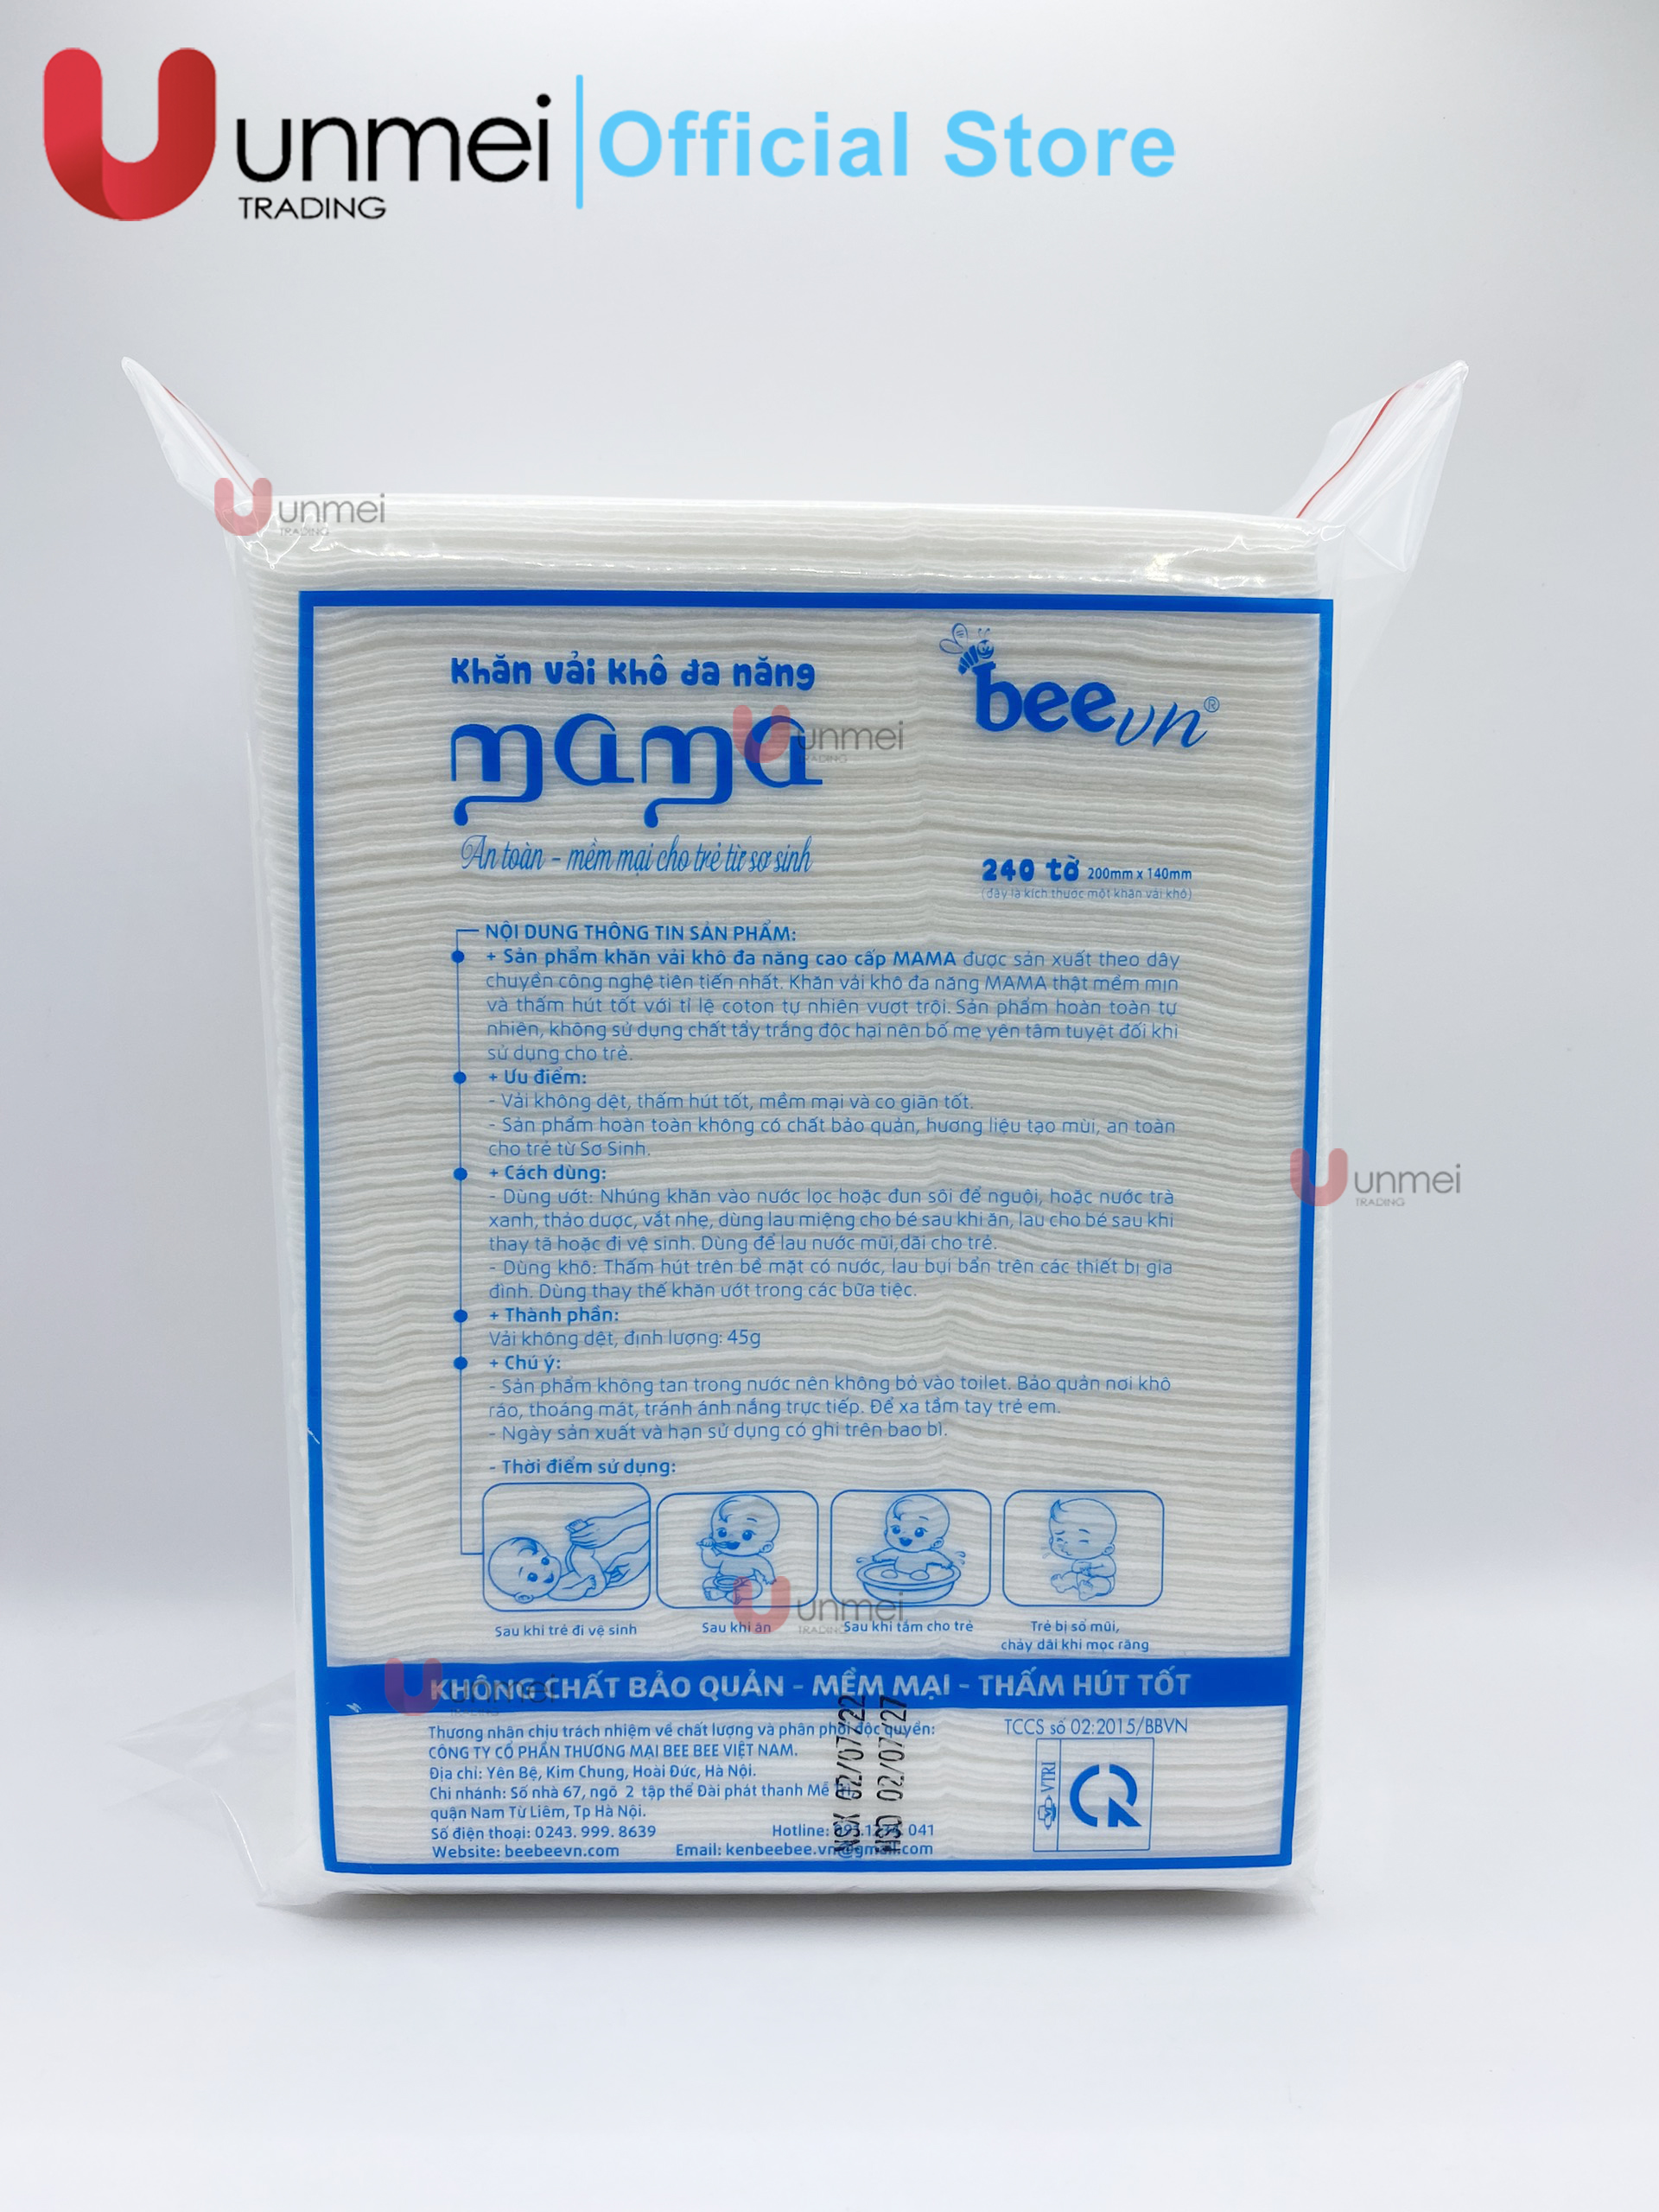 unmei
TRADING
Official Store
unmei
TRADING
Khăn vải khô đa năng
beevn®
mama
unmei
TRADING
An toàn - mềm mại cho trẻ từ sơ sinh
240 tờ 200mm x 140mm
(đây là kích thước một khăn vải khô)
NỘI DUNG THÔNG TIN SẢN PHẨM:
+ Sản phẩm khăn vải khô đa năng cao cấp MAMA được sản xuất theo dây
chuyền công nghệ tiên tiến nhất. Khăn vải khô đa năng MAMA thật mềm mịn
và thấm hút tốt với tỉ lệ coton tự nhiên vượt trội. Sản phẩm hoàn toàn tự
nhiên, không sử dụng chất tẩy trắng độc hại nên bố mẹ yên tâm tuyệt đối khi
sử dụng cho trẻ.
+ Ưu điểm:
- Vải không dệt, thấm hút tốt, mềm mại và co giãn tốt.
- Sản phẩm hoàn toàn không có chất bảo quản, hương liệu tạo mùi, an toàn
cho trẻ từ Sơ Sinh.
+ Cách dùng:
- Dùng ướt: Nhúng khăn vào nước lọc hoặc đun sôi để nguội, hoặc nước trà
xanh, thảo dược, vắt nhẹ, dùng lau miệng cho bé sau khi ăn, lau cho bé sau khi
thay tã hoặc đi vệ sinh. Dùng để lau nước mũi,dãi cho trẻ.
- Dùng khô: Thấm hút trên bề mặt có nước, lau bụi bẩn trên các thiết bị gia
đình. Dùng thay thế khăn ướt trong các bữa tiệc.
unmei
TRADING
+ Thành phần:
Vải không dệt, định lượng: 45g
+ Chú ý:
- Sản phẩm không tan trong nước nên không bỏ vào toilet. Bảo quản nơi khô
ráo, thoáng mát, tránh ánh nắng trực tiếp. Để xa tầm tay trẻ em.
- Ngày sản xuất và hạn sử dụng có ghi trên bao bì.
- Thời điểm sử dụng:
unmei
TRADING
Sau khi trẻ đi vệ sinh
Sau khi ăn
Sau khi tắm cho trẻ
Trẻ bị sổ mũi,
chảy dãi khi mọc răng
unmei
KHÔNG CHẤT BẢO QUẢN - MỀM MẠI - THẤM HÚT TỐT
Thương nhân chịu trách nhiệm về chất lượng và phân phối độc quyền:
CÔNG TY CỔ PHẦN THƯƠNG MẠI BEE BEE VIỆT NAM.
Địa chỉ: Yên Bệ, Kim Chung, Hoài Đức, Hà Nội.
Chi nhánh: Số nhà 67, ngõ 2 tập thể Đài phát thanh Mễ
quận Nam Từ Liêm, Tp Hà Nội.
Số điện thoại: 0243. 999. 8639
Hotline: 041
Website: beebeevn.com
Email: kenbeebee.vn@gmail.com
NSX 02/07/22
HSD 02/07/27
TCCS số 02:2015/BBVN
VTRI